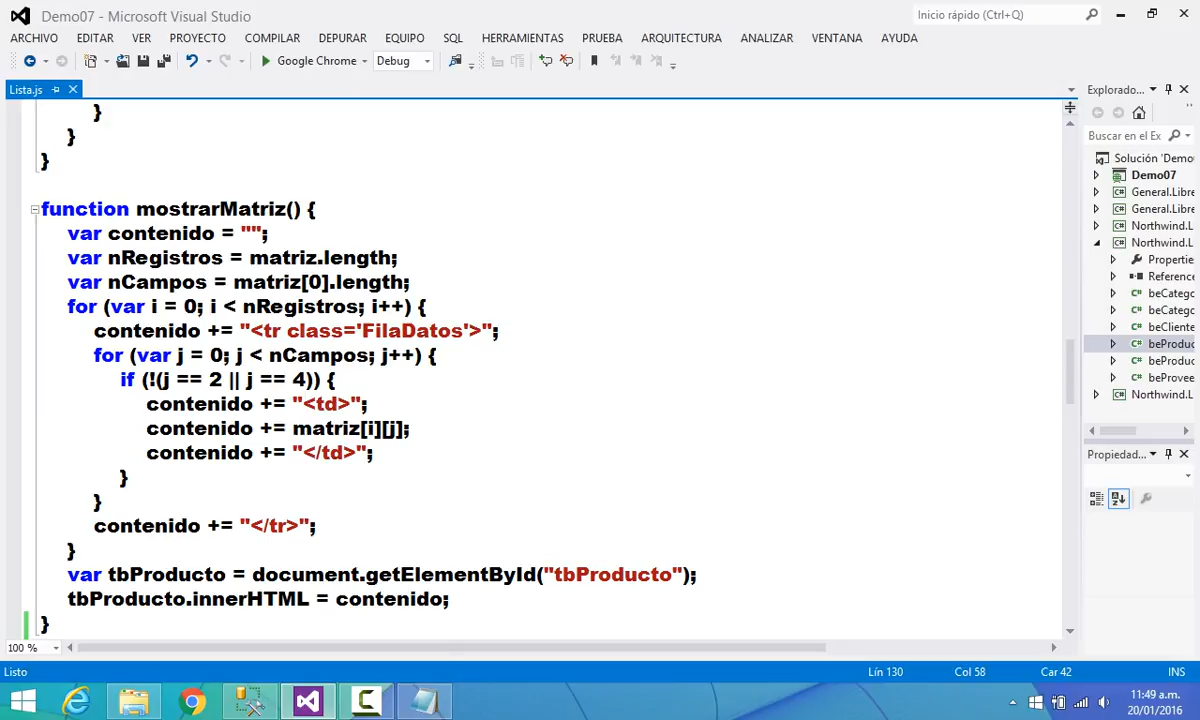 Demo07 - Microsoft Visual Studio
Inicio rápido (Ctrl+Q)
ARCHIVO EDITAR VER PROYECTO COMPILAR DEPURAR EQUIPO SQL HERRAMIENTAS PRUEBA ARQUITECTURA ANALIZAR VENTANA AYUDA
Google Chrome Debug
Lista.js
}
}
}
function mostrarMatriz() {
var contenido = "";
var nRegistros = matriz.length;
var nCampos = matriz[0].length;
for (var i = 0; i < nRegistros; i++) {
contenido += "<tr class='FilaDatos'>";
for (var j = 0; j < nCampos; j++) {
if (!(j == 2 || j == 4)) {
contenido += "<td>";
contenido += matriz[i][j];
contenido += "</td>";
}
}
contenido += "</tr>";
}
var tbProducto = document.getElementById("tbProducto");
tbProducto.innerHTML = contenido;
}
100 %
Explorado...
Buscar en el Ex
Solución 'Demo
Demo07
General.Libre
General.Libre
Northwind.L
Northwind.L
Propertie
Reference
beCatego
beCatego
beCliente
beProduc
beProduc
beProvee
Northwind.L
Propiedad...
Listo Lín 130 Col 58 Car 42 INS
11:49 a.m.
20/01/2016